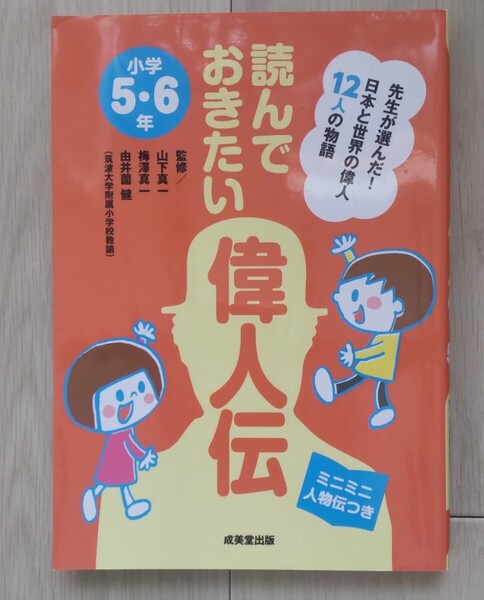 先生が選んだ!
日本と世界の偉人
12人の物語
読んで
おきたい
偉人伝
小学
5・6
年
監修/
山下真一
梅澤真一
由井薗 健
(筑波大学附属小学校教諭)
ミニミニ
人物伝つき
成美堂出版